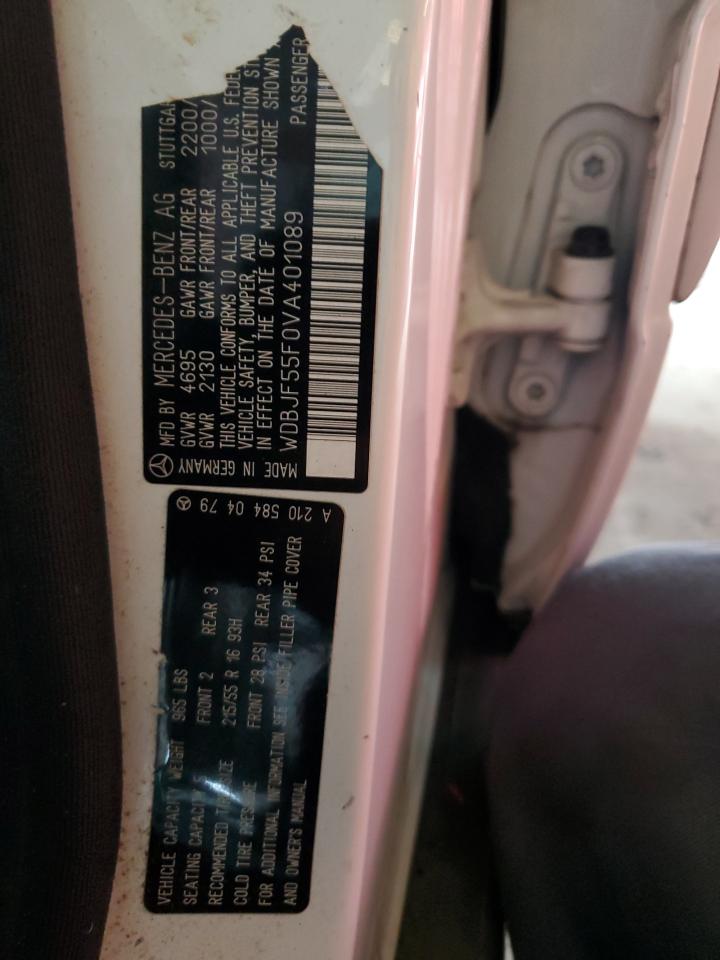 MFD BY MERCEDES-BENZ AG STUTTGA
GVWR 4695 GAWR FRONT/REAR 2200/
GVWR 2130 GAWR FRONT/REAR 1000/
THIS VEHICLE CONFORMS TO ALL APPLICABLE U.S. FEDE
VEHICLE SAFETY, BUMPER, AND THEFT PREVENTION ST
IN EFFECT ON THE DATE OF MANUFACTURE SHOWN
WDBJF55F0VA401089 PASSENGER
MADE IN GERMANY
A 210 584 04 79
VEHICLE CAPACITY WEIGHT 965 LBS
SEATING CAPACITY 5 FRONT 2 REAR 3
RECOMMENDED TIRE SIZE 215/55 R 16 93H
COLD TIRE PRESSURE FRONT 28 PSI REAR 34 PSI
FOR ADDITIONAL INFORMATION SEE INSIDE FILLER PIPE COVER
AND OWNER'S MANUAL